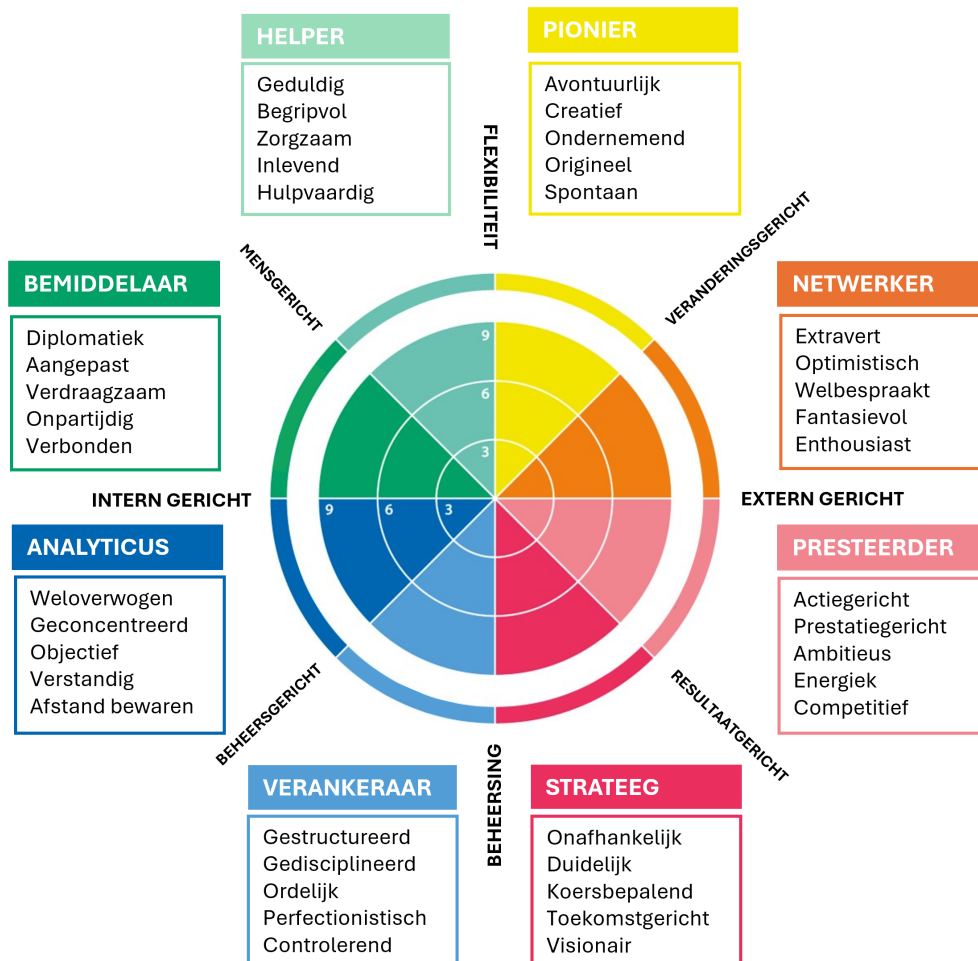 HELPER
Geduldig
Begripvol
Zorgzaam
Inlevend
Hulpvaardig
PIONIER
Avontuurlijk
Creatief
Ondernemend
Origineel
Spontaan
FLEXIBILITEIT
MENSGERICHT
VERANDERINGSGERICHT
BEMIDDELAAR
Diplomatiek
Aangepast
Verdraagzaam
Onpartijdig
Verbonden
NETWERKER
Extravert
Optimistisch
Welbespraakt
Fantasievol
Enthousiast
9
6
3
INTERN GERICHT
9 6 3
EXTERN GERICHT
ANALYTICUS
Weloverwogen
Geconcentreerd
Objectief
Verstandig
Afstand bewaren
PRESTEERDER
Actiegericht
Prestatiegericht
Ambitieus
Energiek
Competitief
BEHEERSGERICHT
RESULTAATGERICHT
BEHEERSING
VERANKERAAR
Gestructureerd
Gedisciplineerd
Ordelijk
Perfectionistisch
Controlerend
STRATEEG
Onafhankelijk
Duidelijk
Koersbepalend
Toekomstgericht
Visionair